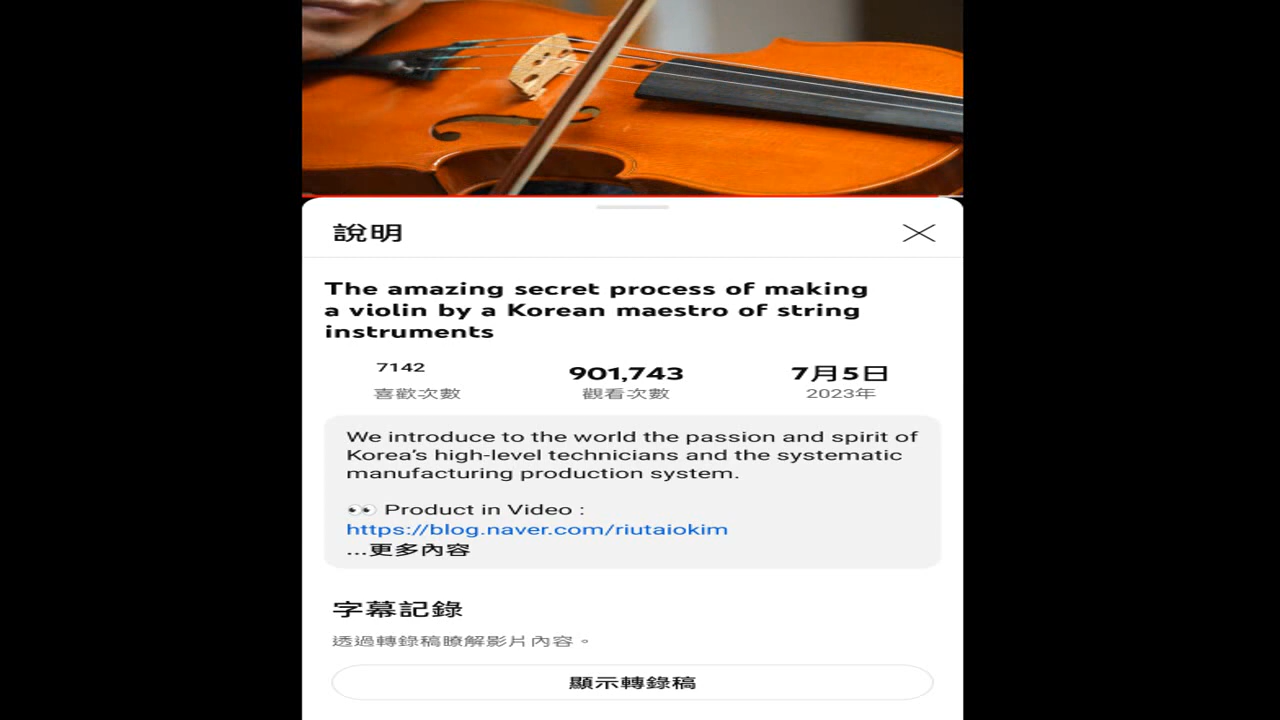 說明
The amazing secret process of making
a violin by a Korean maestro of string
instruments
7142
901,743
7月5日
喜歡次數
觀看次數
2023年
We introduce to the world the passion and spirit of
Korea's high-level technicians and the systematic
manufacturing production system.
👀 Product in Video :
https://blog.naver.com/riutaiokim
...更多內容
字幕記錄
透過轉錄稿瞭解影片內容。
顯示轉錄稿